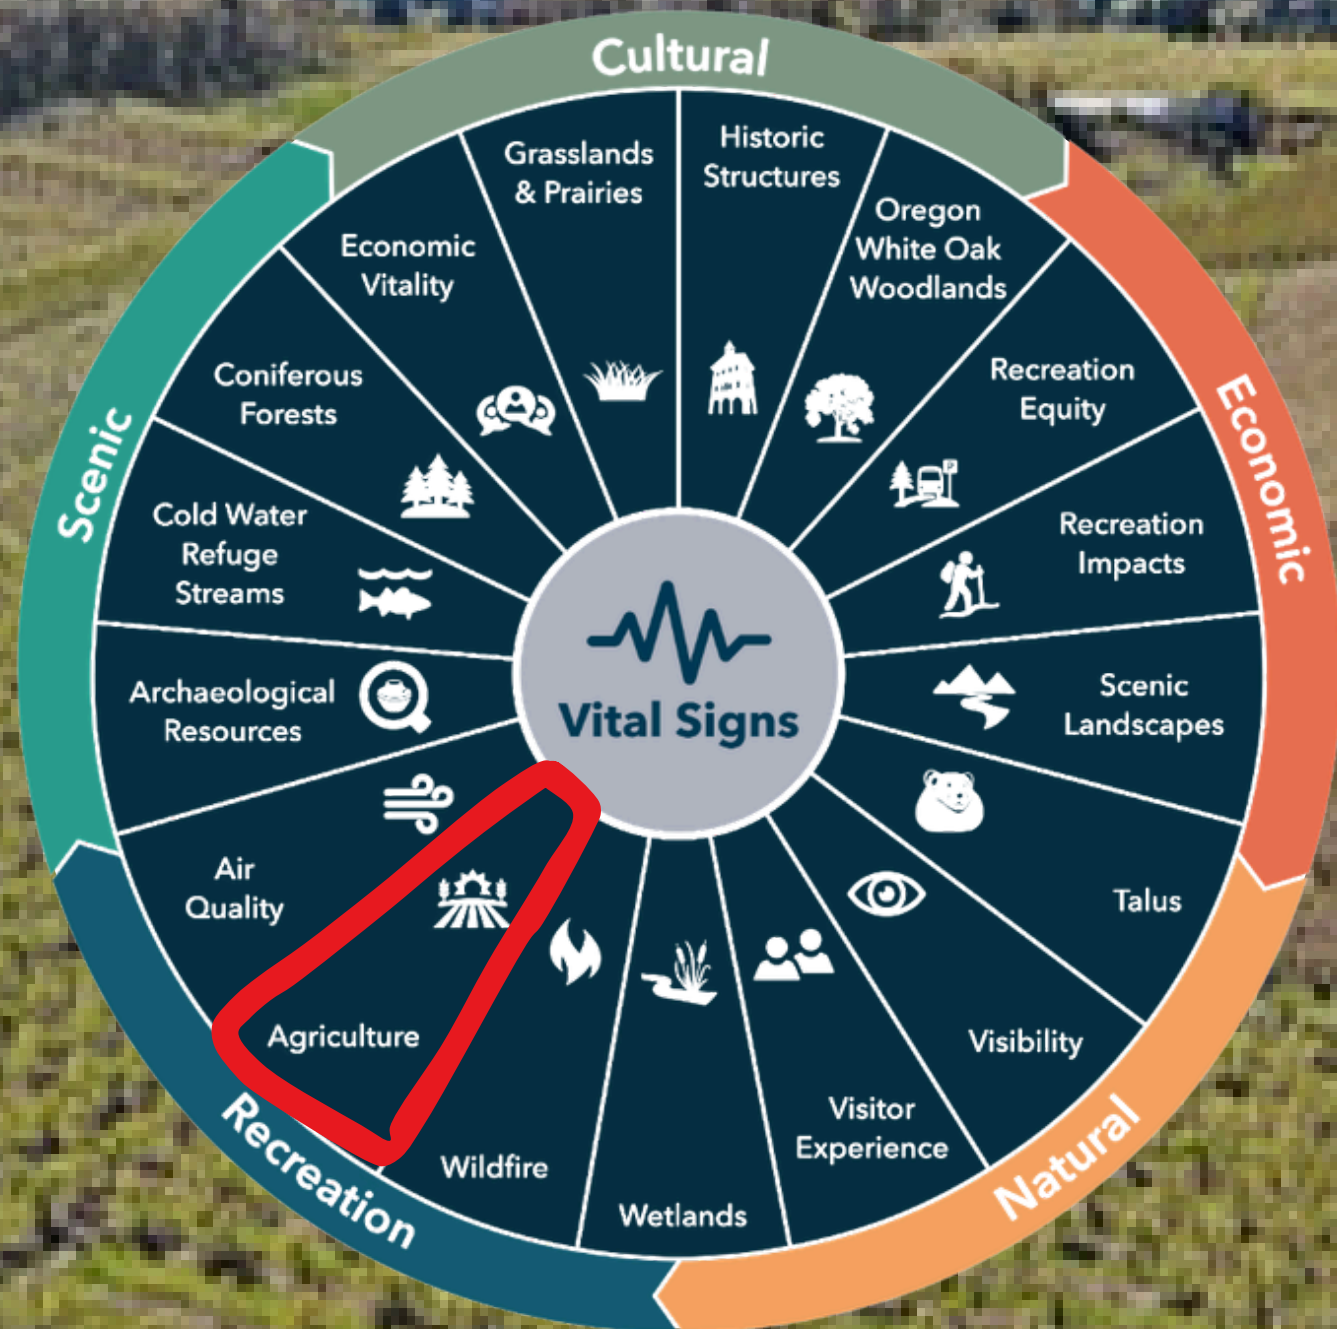 Cultural
Economic
Natural
Recreation
Scenic
Grasslands
& Prairies
Historic
Structures
Oregon
White Oak
Woodlands
Recreation
Equity
Recreation
Impacts
Scenic
Landscapes
Talus
Visibility
Visitor
Experience
Wetlands
Wildfire
Agriculture
Air
Quality
Archaeological
Resources
Cold Water
Refuge
Streams
Coniferous
Forests
Economic
Vitality
Vital Signs
P